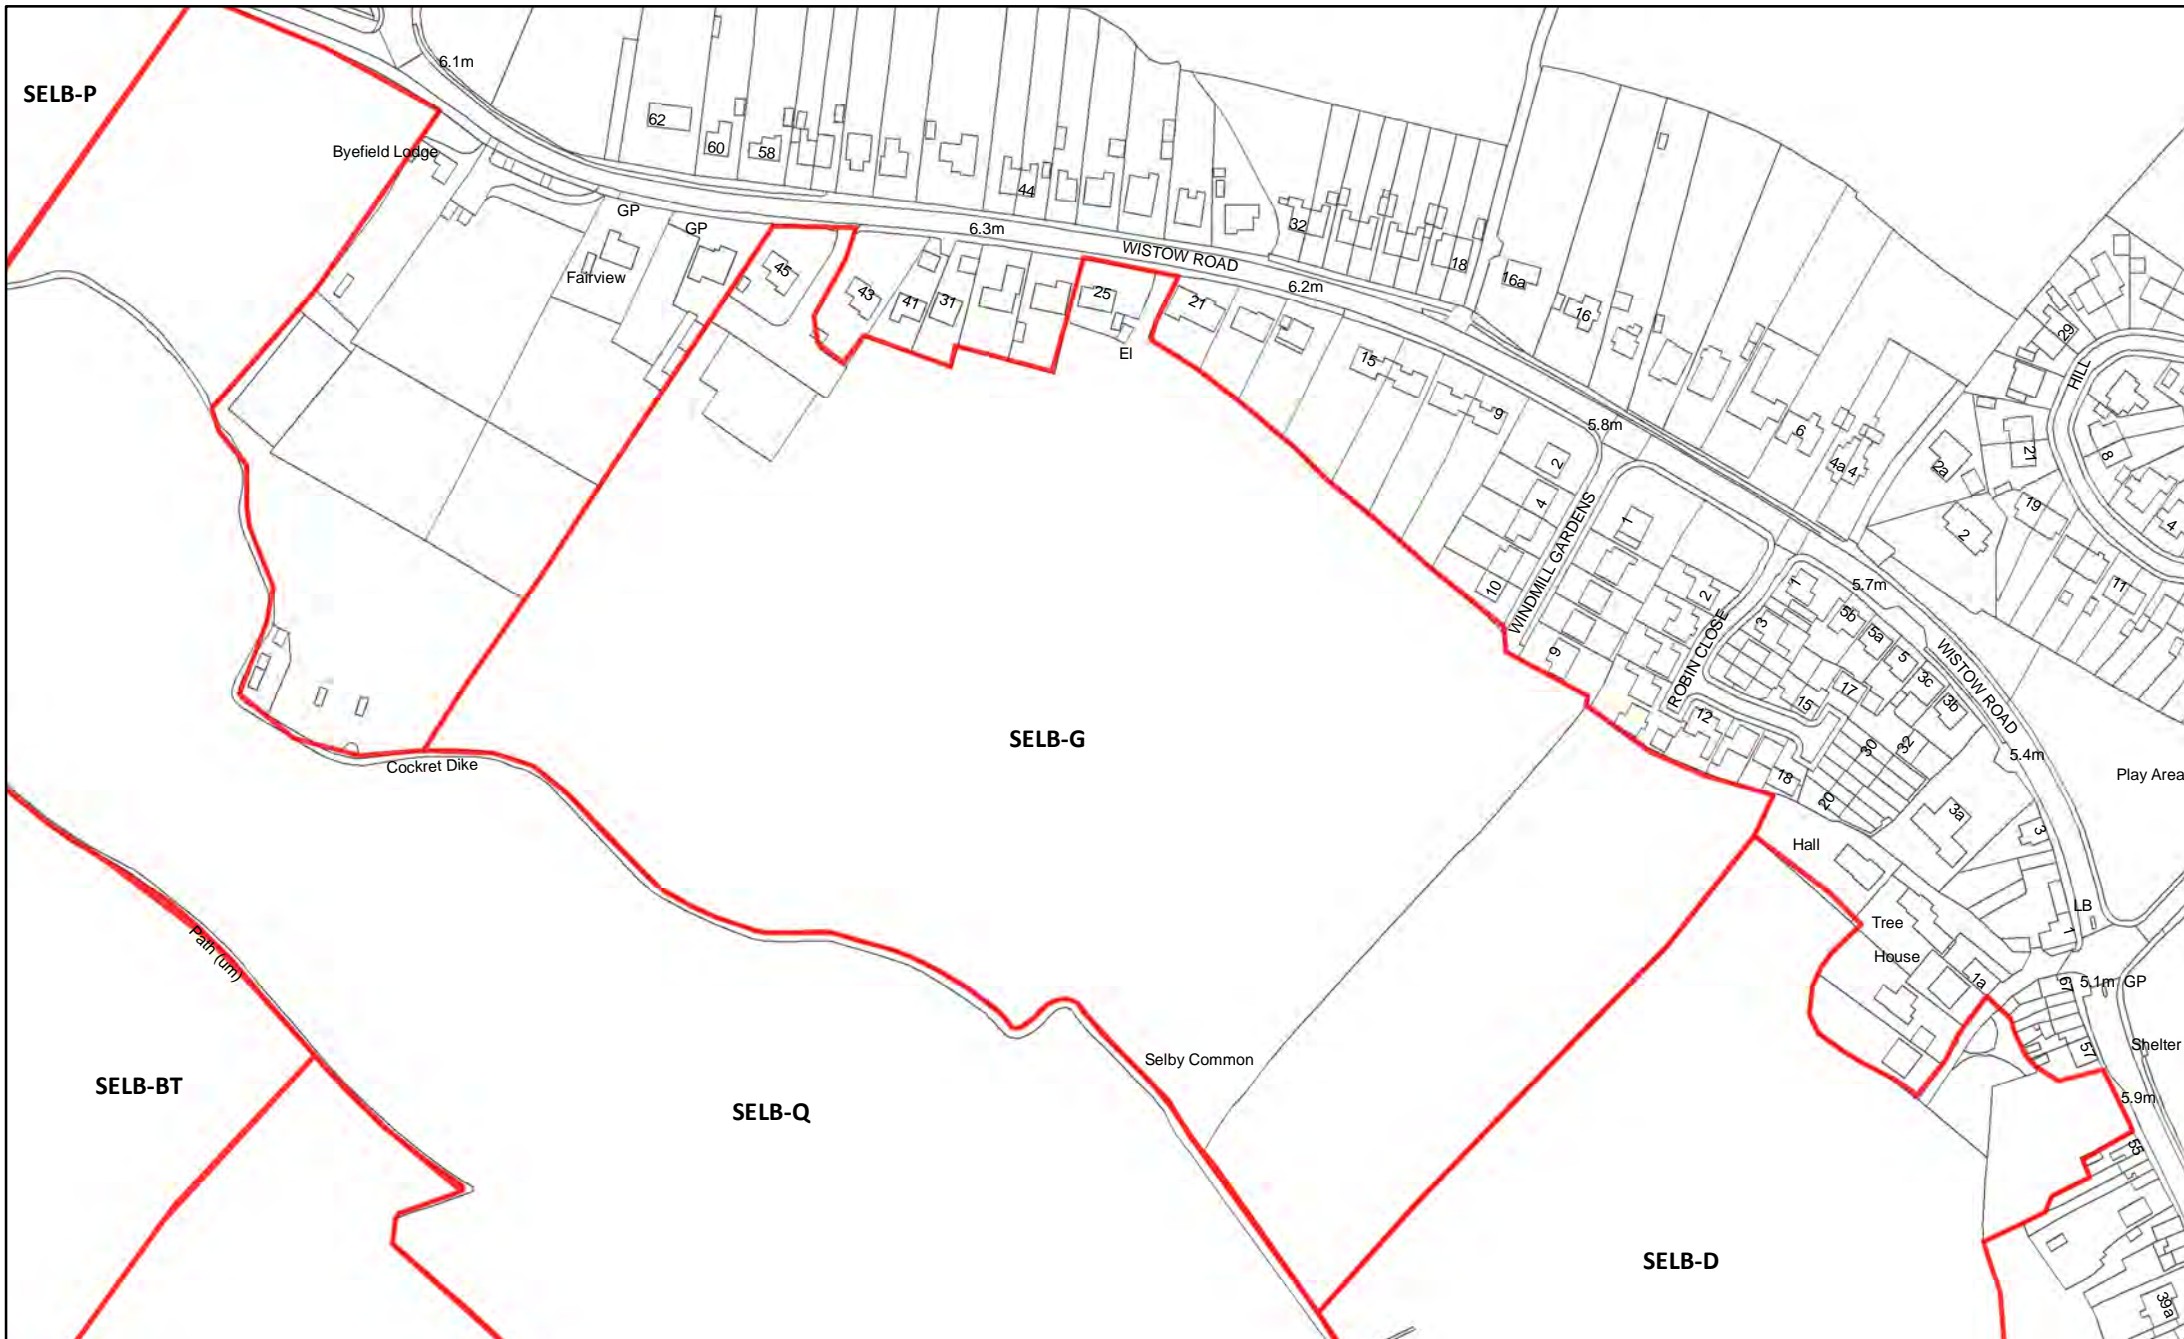 SELB-P
6.1m
Byefield Lodge
62
60
58
44
32
18
16a
16
GP
GP
6.3m
WISTOW ROAD
6.2m
Fairview
45
43
41
31
25
21
El
15
9
5.8m
6
4a
4
2a
2
29
HILL
21
8
19
4
11
2
4
10
WINDMILL GARDENS
1
9
2
ROBIN CLOSE
3
1
5.7m
5b
5a
5
3c
3b
WISTOW ROAD
17
15
12
18
30
32
20
5.4m
Play Area
3a
3
Cockret Dike
SELB-G
Hall
Tree
House
LB
1
1a
67
5.1m
GP
57
Shelter
5.9m
55
Path (um)
Selby Common
SELB-BT
SELB-Q
SELB-D
39a